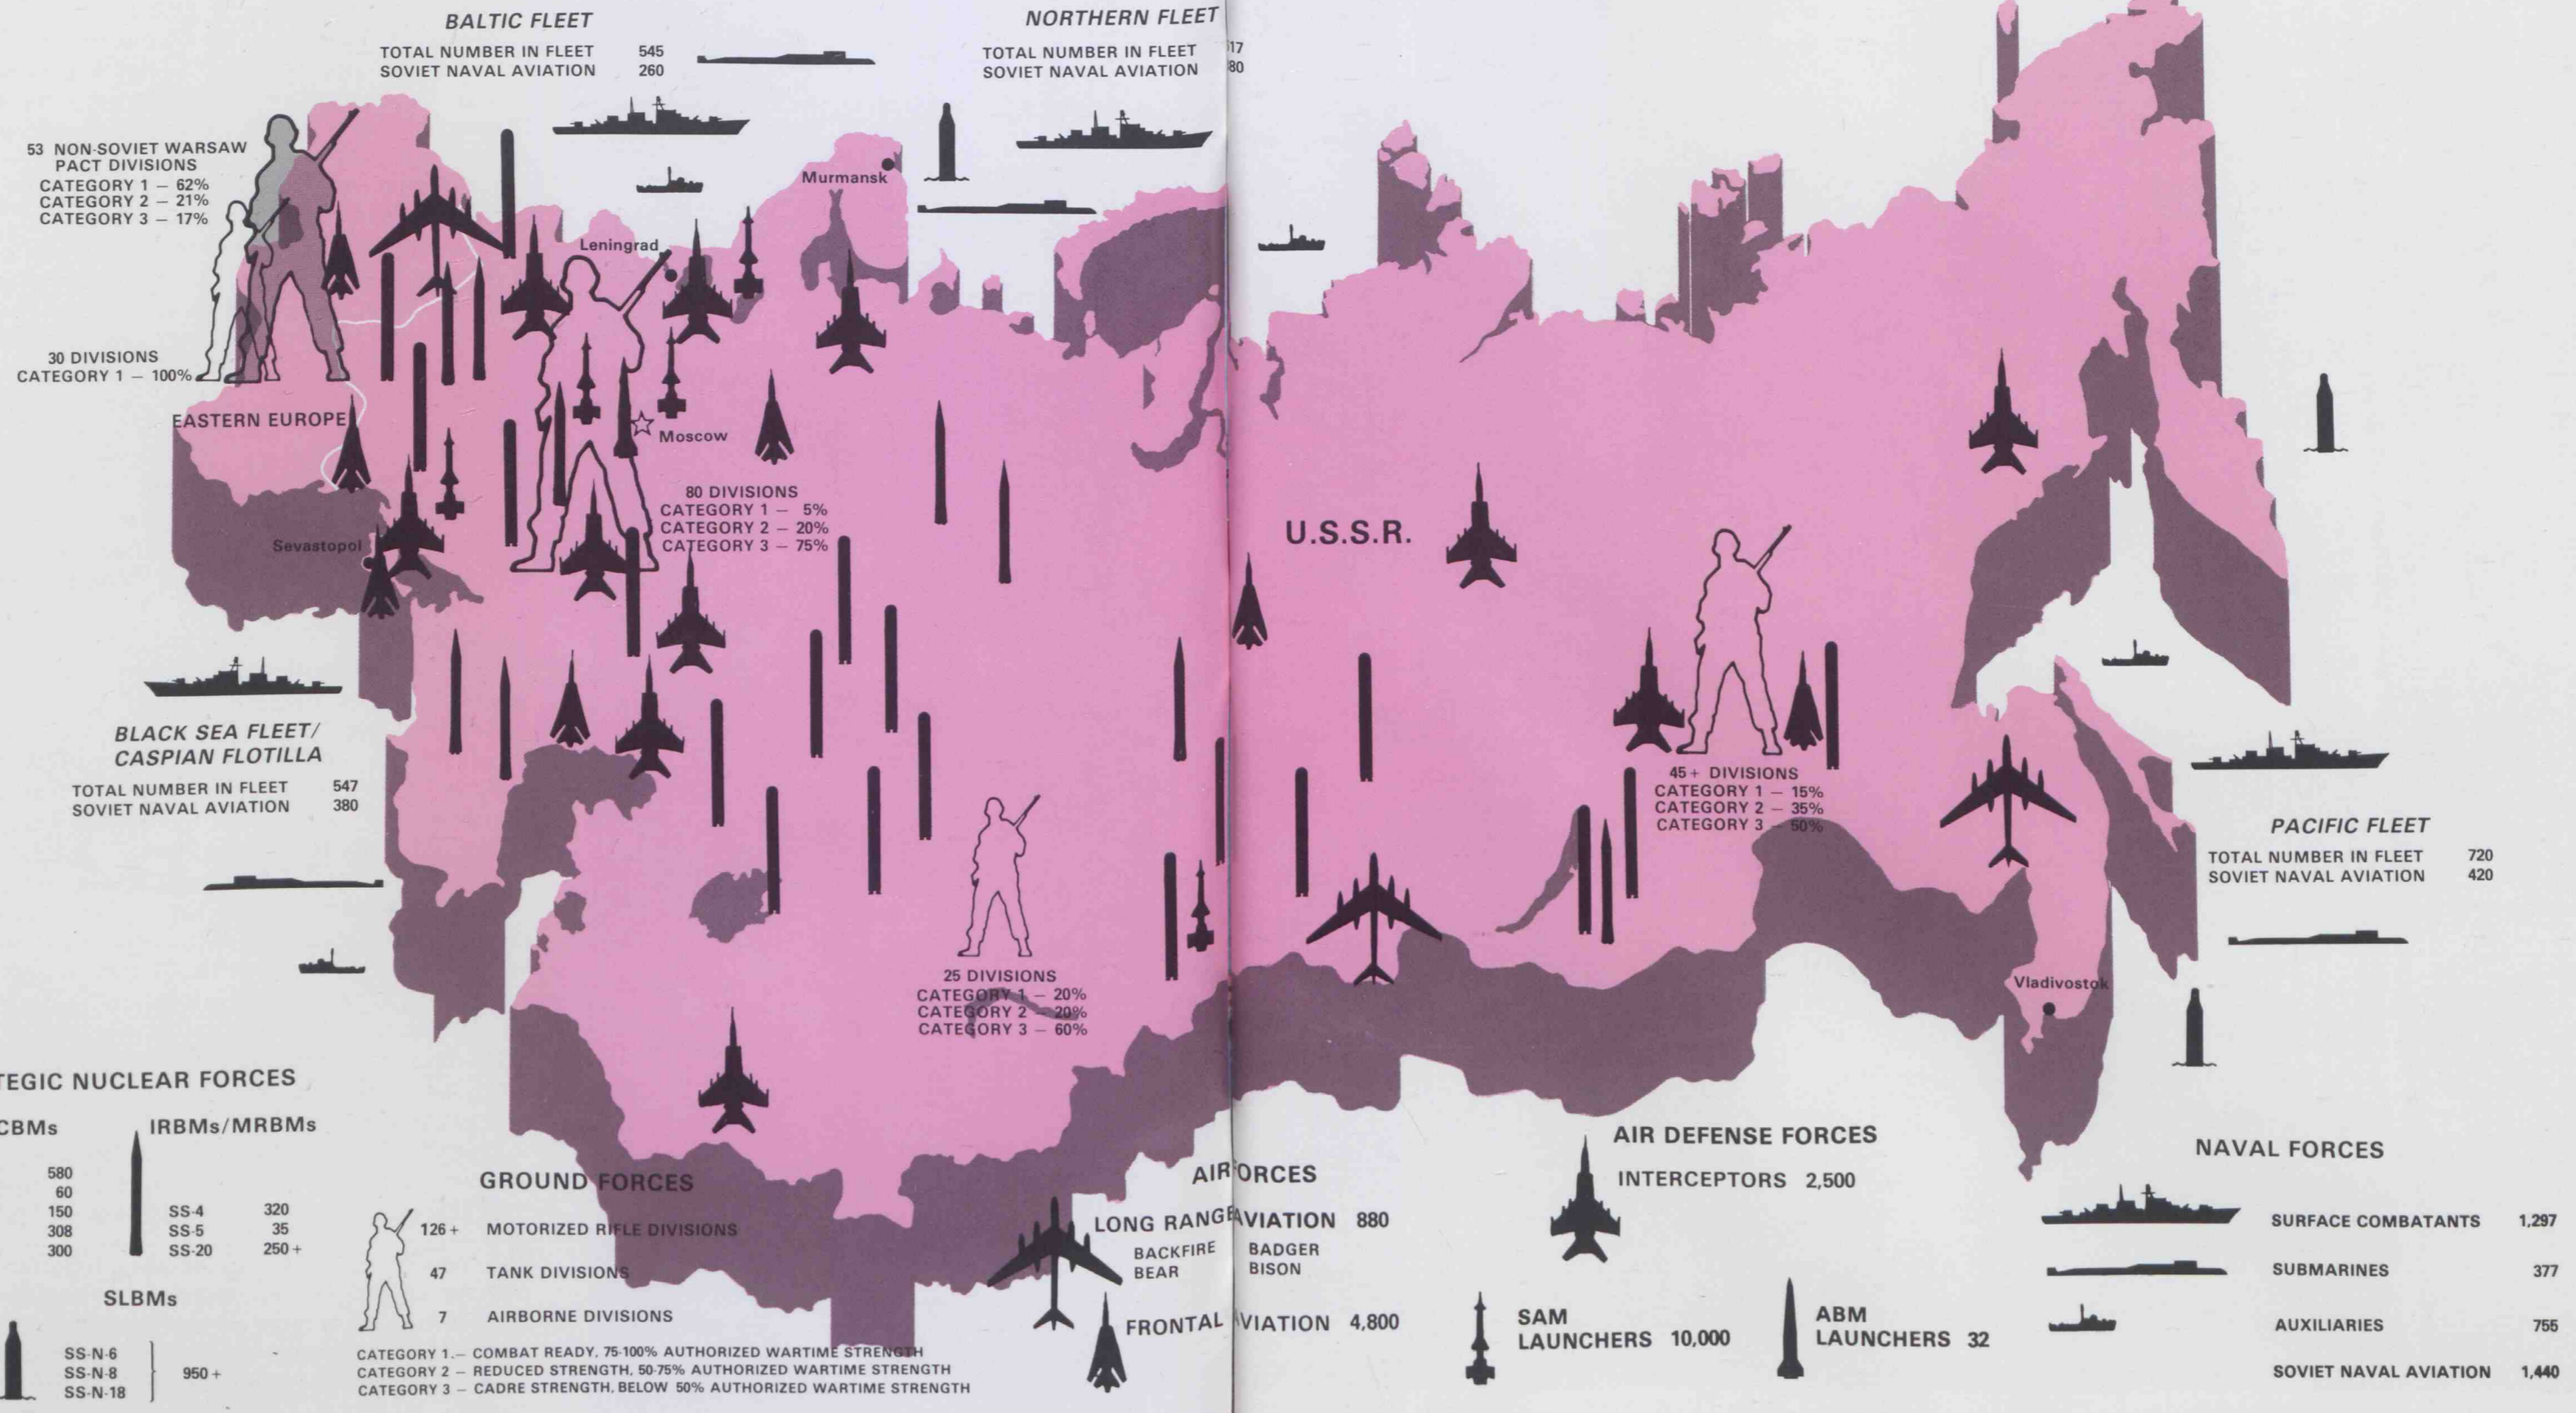 BALTIC FLEET
TOTAL NUMBER IN FLEET 545
SOVIET NAVAL AVIATION 260
NORTHERN FLEET
TOTAL NUMBER IN FLEET 17
SOVIET NAVAL AVIATION 80
53 NON-SOVIET WARSAW
PACT DIVISIONS
CATEGORY 1 — 62%
CATEGORY 2 — 21%
CATEGORY 3 — 17%
Murmansk
Leningrad
30 DIVISIONS
CATEGORY 1 — 100%
EASTERN EUROPE
Moscow
80 DIVISIONS
CATEGORY 1 — 5%
CATEGORY 2 — 20%
CATEGORY 3 — 75%
Sevastopol
U.S.S.R.
BLACK SEA FLEET/
CASPIAN FLOTILLA
TOTAL NUMBER IN FLEET 547
SOVIET NAVAL AVIATION 380
45+ DIVISIONS
CATEGORY 1 — 15%
CATEGORY 2 — 35%
CATEGORY 3 — 50%
PACIFIC FLEET
TOTAL NUMBER IN FLEET 720
SOVIET NAVAL AVIATION 420
25 DIVISIONS
CATEGORY 1 — 20%
CATEGORY 2 — 20%
CATEGORY 3 — 60%
Vladivostok
TEGIC NUCLEAR FORCES
CBMs
580
60
150
308
300
IRBMs/MRBMs
SS-4 320
SS-5 35
SS-20 250+
SLBMs
SS-N-6
SS-N-8 950+
SS-N-18
GROUND FORCES
126+ MOTORIZED RIFLE DIVISIONS
47 TANK DIVISIONS
7 AIRBORNE DIVISIONS
CATEGORY 1.— COMBAT READY, 75-100% AUTHORIZED WARTIME STRENGTH
CATEGORY 2 — REDUCED STRENGTH, 50-75% AUTHORIZED WARTIME STRENGTH
CATEGORY 3 — CADRE STRENGTH, BELOW 50% AUTHORIZED WARTIME STRENGTH
AIR FORCES
LONG RANGE AVIATION 880
BACKFIRE BADGER
BEAR BISON
FRONTAL AVIATION 4,800
AIR DEFENSE FORCES
INTERCEPTORS 2,500
SAM
LAUNCHERS 10,000
ABM
LAUNCHERS 32
NAVAL FORCES
SURFACE COMBATANTS 1,297
SUBMARINES 377
AUXILIARIES 755
SOVIET NAVAL AVIATION 1,440